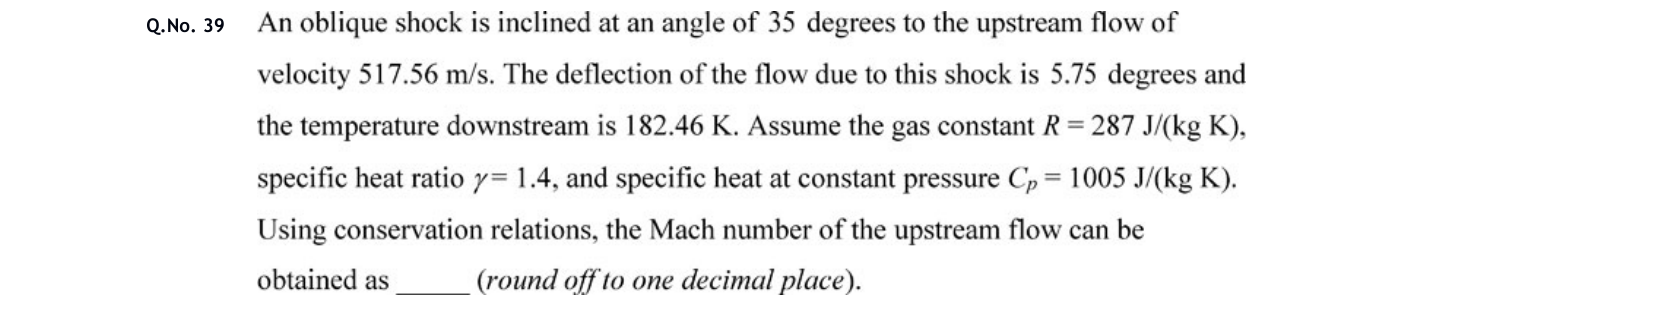 Q.No. 39 An oblique shock is inclined at an angle of 35 degrees to the upstream flow of
velocity 517.56 m/s. The deflection of the flow due to this shock is 5.75 degrees and
the temperature downstream is 182.46 K. Assume the gas constant R = 287 J/(kg K),
specific heat ratio γ= 1.4, and specific heat at constant pressure Cₚ = 1005 J/(kg K).
Using conservation relations, the Mach number of the upstream flow can be
obtained as _____ (round off to one decimal place).